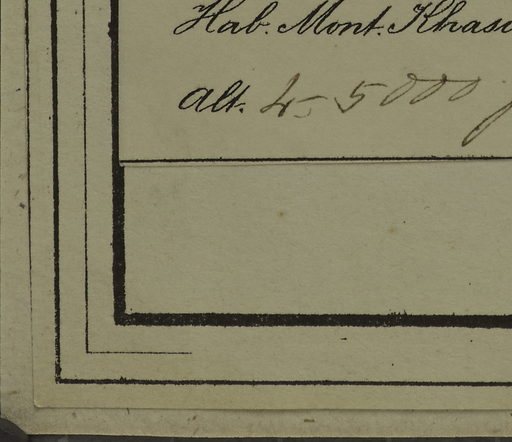 Hab. Mont. Khasi
Alt. 4-5000